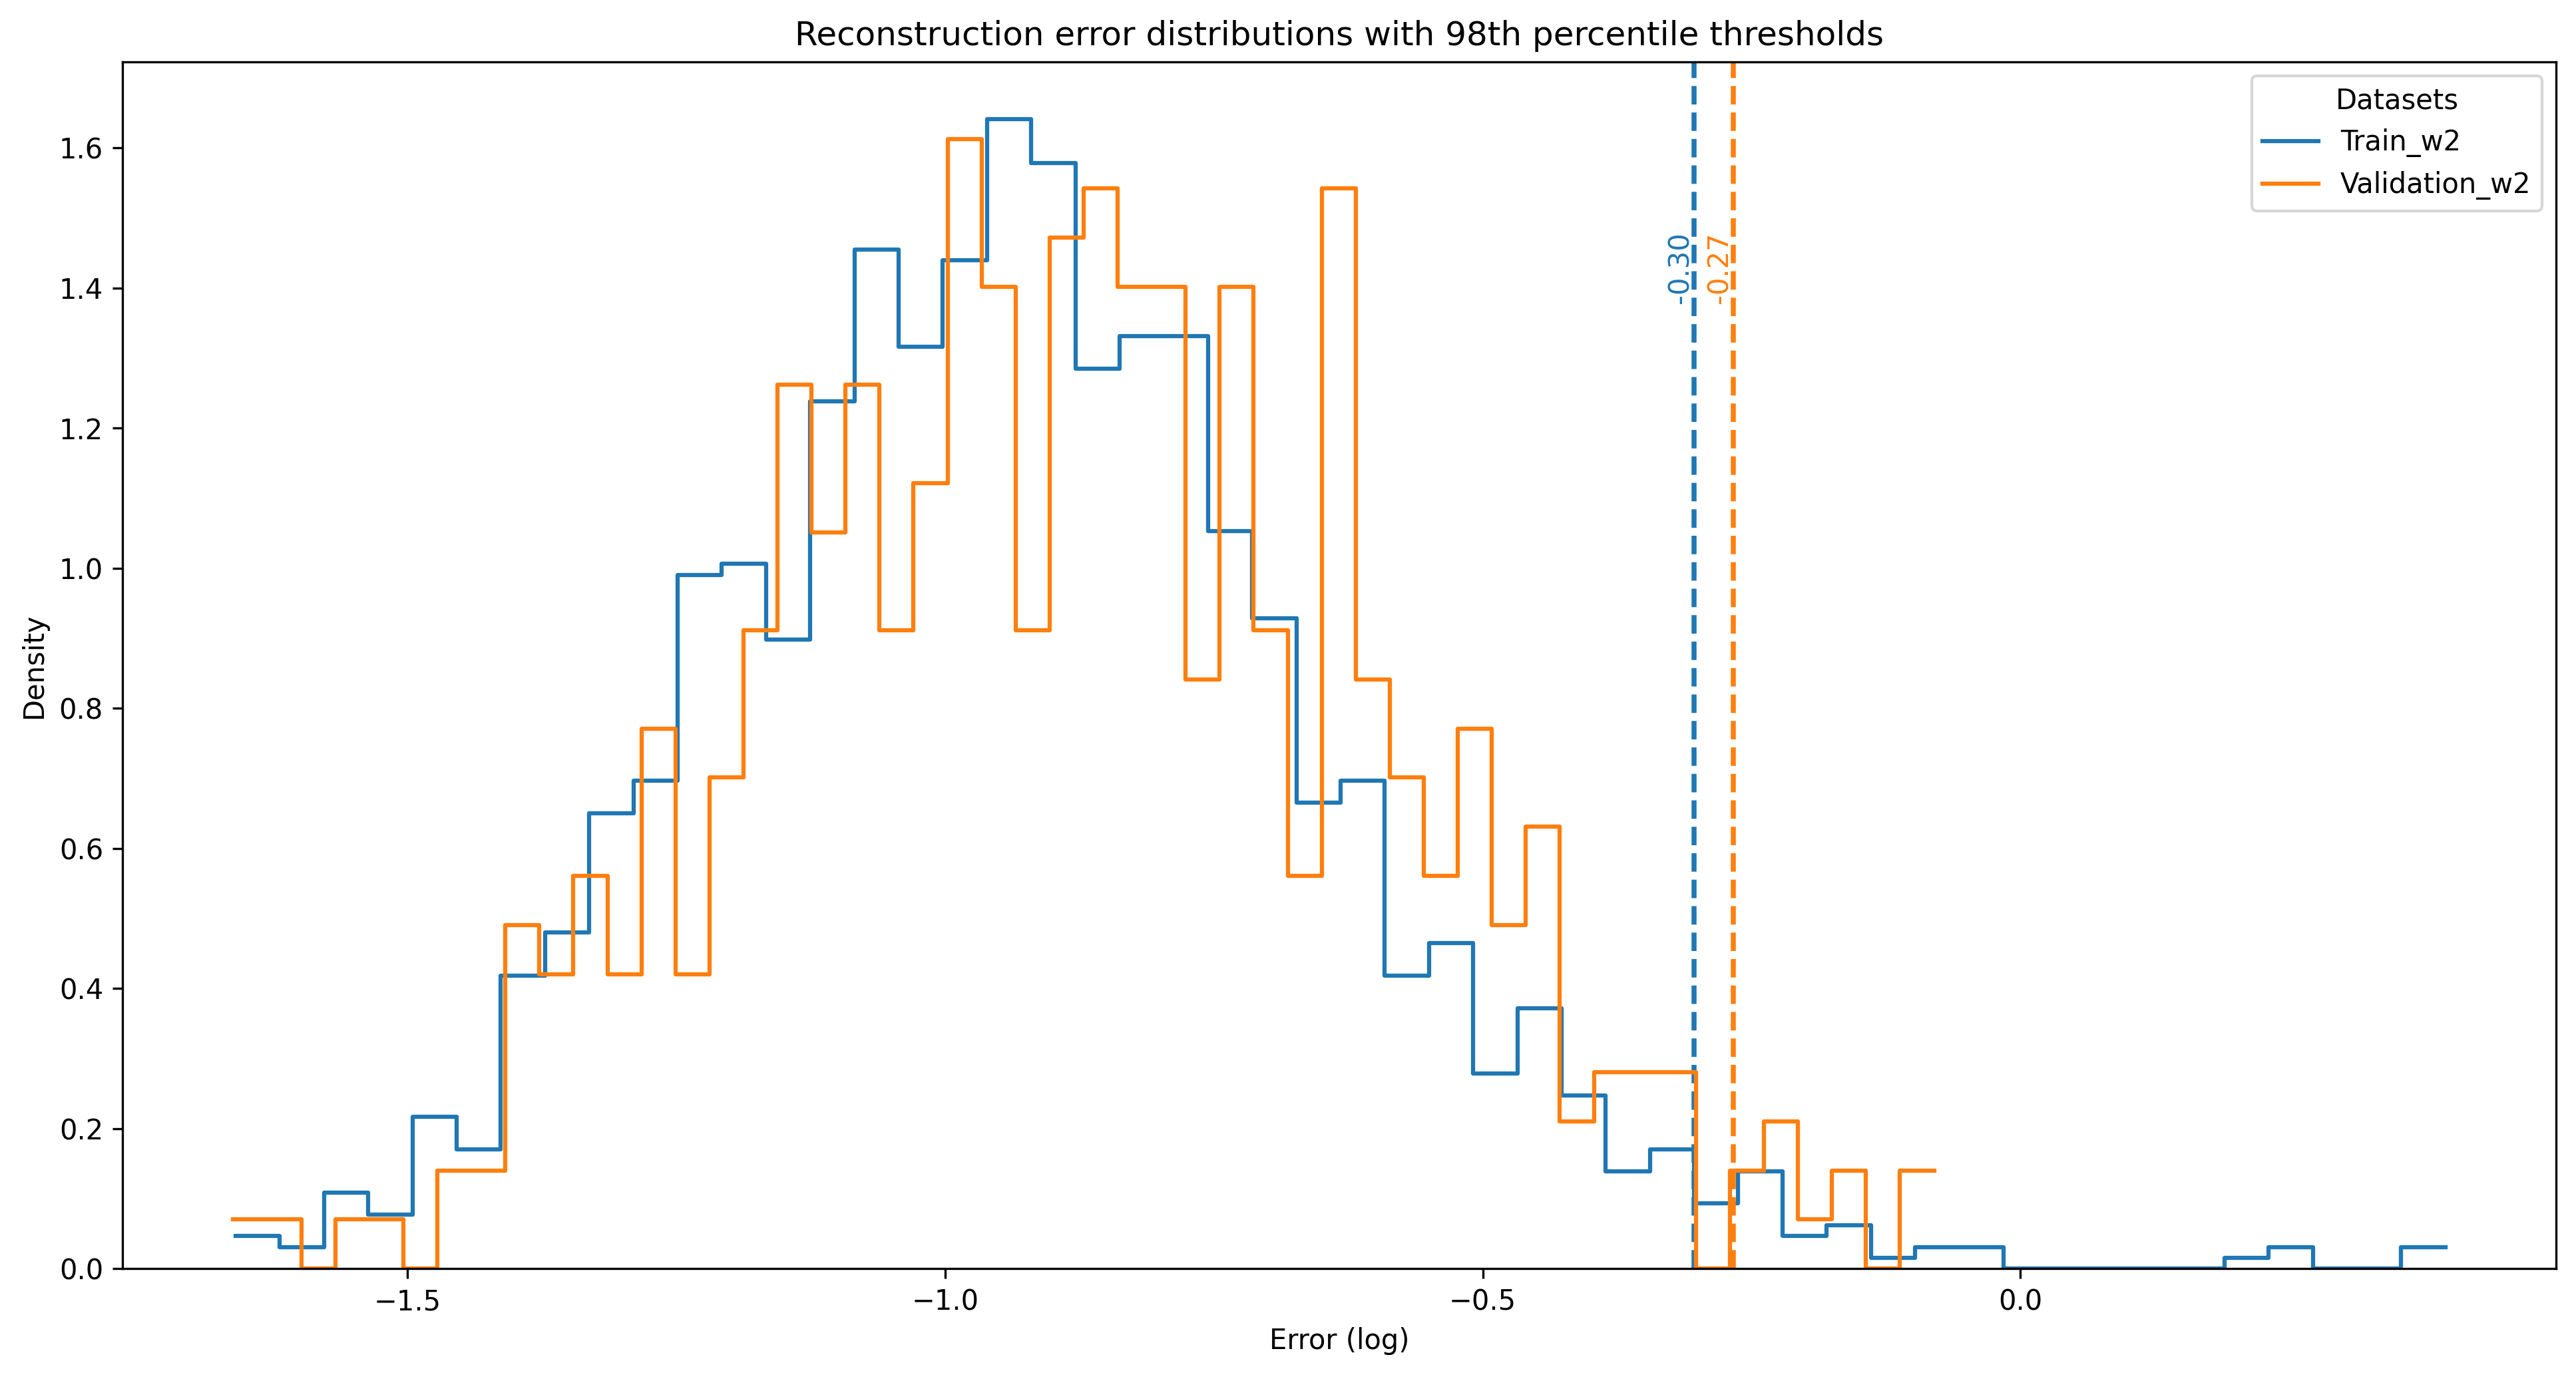 Reconstruction error distributions with 98th percentile thresholds
Datasets
Train_w2
Validation_w2
-0.30
-0.27
1.6
1.4
1.2
1.0
0.8
0.6
0.4
0.2
0.0
Density
−1.5
−1.0
−0.5
0.0
Error (log)